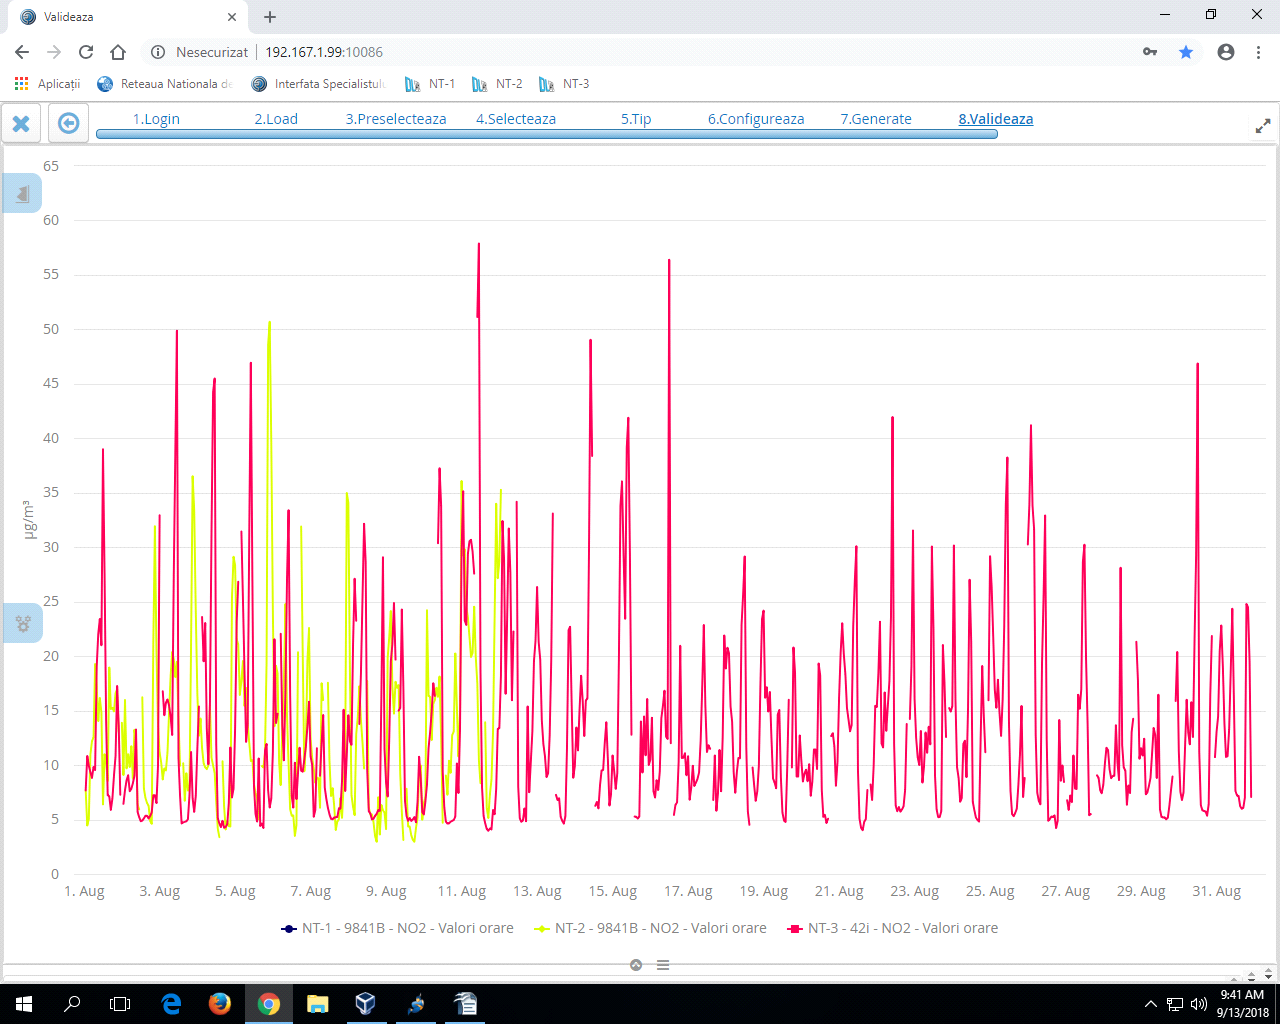 Valideaza
Nesecurizat
192.167.1.99:10086
Aplicații
Reteaua Nationala de
Interfata Specialistulu
NT-1
NT-2
NT-3
1.Login
2.Load
3.Preselecteaza
4.Selecteaza
5.Tip
6.Configureaza
7.Generate
8.Valideaza
65
60
55
50
45
40
35
30
25
20
15
10
5
0
µg/m³
1. Aug
3. Aug
5. Aug
7. Aug
9. Aug
11. Aug
13. Aug
15. Aug
17. Aug
19. Aug
21. Aug
23. Aug
25. Aug
27. Aug
29. Aug
31. Aug
NT-1 - 9841B - NO2 - Valori orare
NT-2 - 9841B - NO2 - Valori orare
NT-3 - 42i - NO2 - Valori orare
9:41 AM
9/13/2018